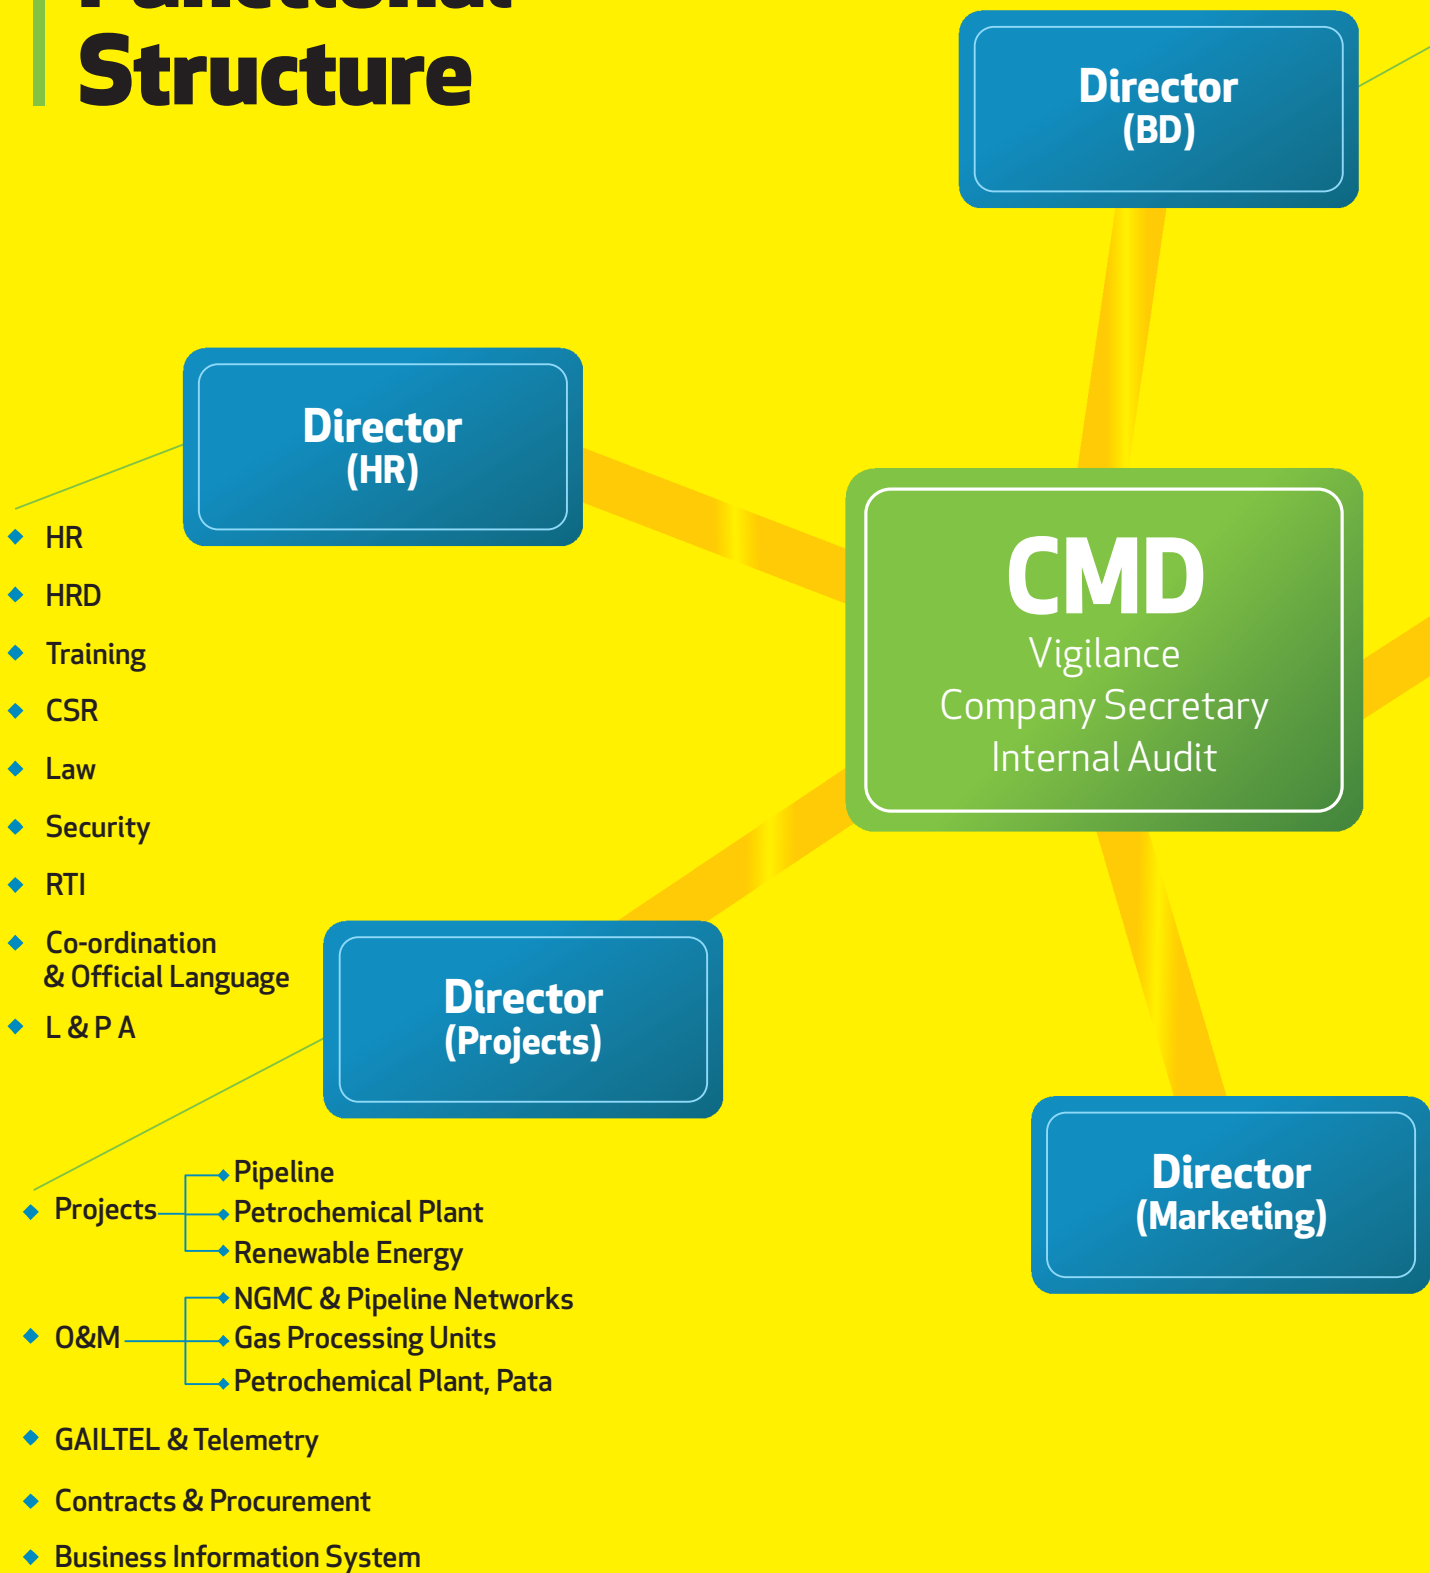 Functional
Structure
Director
(BD)
Director
(HR)
CMD
Vigilance
Company Secretary
Internal Audit
HR
HRD
Training
CSR
Law
Security
RTI
Co-ordination
& Official Language
L & P A
Director
(Projects)
Director
(Marketing)
Projects
Pipeline
Petrochemical Plant
Renewable Energy
O&M
NGMC & Pipeline Networks
Gas Processing Units
Petrochemical Plant, Pata
GAILTEL & Telemetry
Contracts & Procurement
Business Information System